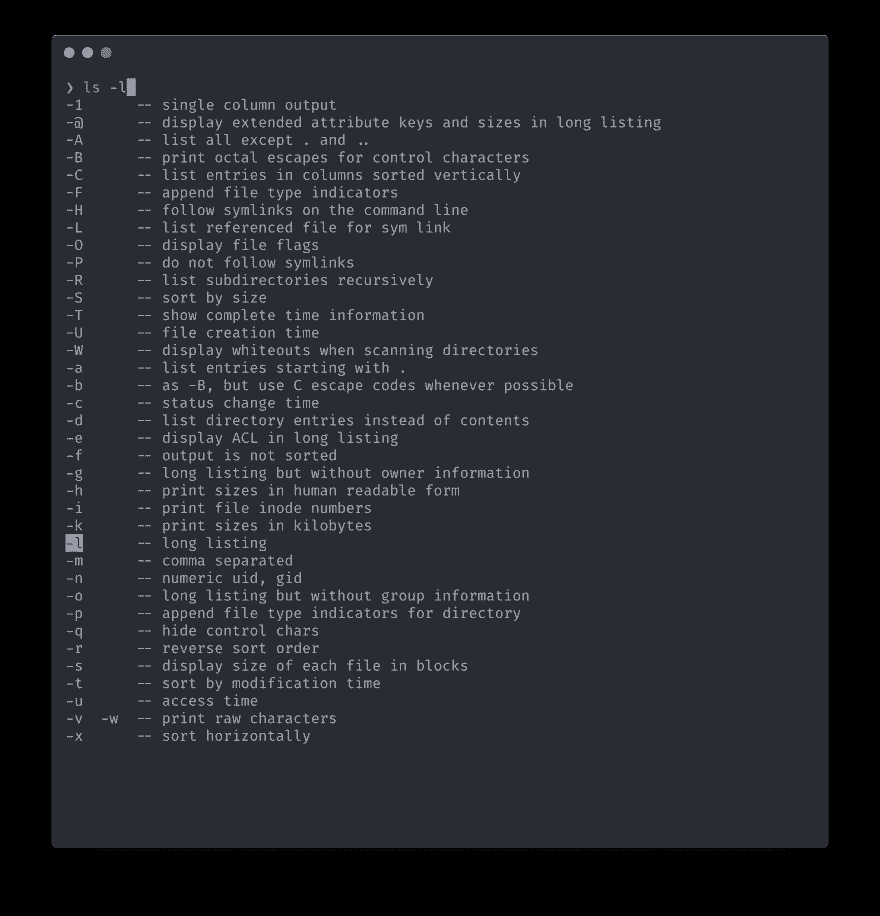 ❯ ls -l
-1      -- single column output
-@      -- display extended attribute keys and sizes in long listing
-A      -- list all except . and ..
-B      -- print octal escapes for control characters
-C      -- list entries in columns sorted vertically
-F      -- append file type indicators
-H      -- follow symlinks on the command line
-L      -- list referenced file for sym link
-O      -- display file flags
-P      -- do not follow symlinks
-R      -- list subdirectories recursively
-S      -- sort by size
-T      -- show complete time information
-U      -- file creation time
-W      -- display whiteouts when scanning directories
-a      -- list entries starting with .
-b      -- as -B, but use C escape codes whenever possible
-c      -- status change time
-d      -- list directory entries instead of contents
-e      -- display ACL in long listing
-f      -- output is not sorted
-g      -- long listing but without owner information
-h      -- print sizes in human readable form
-i      -- print file inode numbers
-k      -- print sizes in kilobytes
-l      -- long listing
-m      -- comma separated
-n      -- numeric uid, gid
-o      -- long listing but without group information
-p      -- append file type indicators for directory
-q      -- hide control chars
-r      -- reverse sort order
-s      -- display size of each file in blocks
-t      -- sort by modification time
-u      -- access time
-v  -w  -- print raw characters
-x      -- sort horizontally